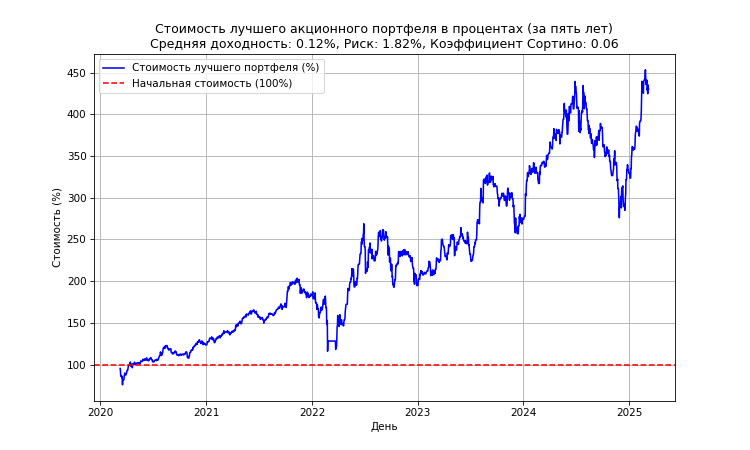 Стоимость лучшего акционного портфеля в процентах (за пять лет)
Средняя доходность: 0.12%, Риск: 1.82%, Коэффициент Сортино: 0.06
Стоимость лучшего портфеля (%)
Начальная стоимость (100%)
Стоимость (%)
450
400
350
300
250
200
150
100
2020 2021 2022 2023 2024 2025
День